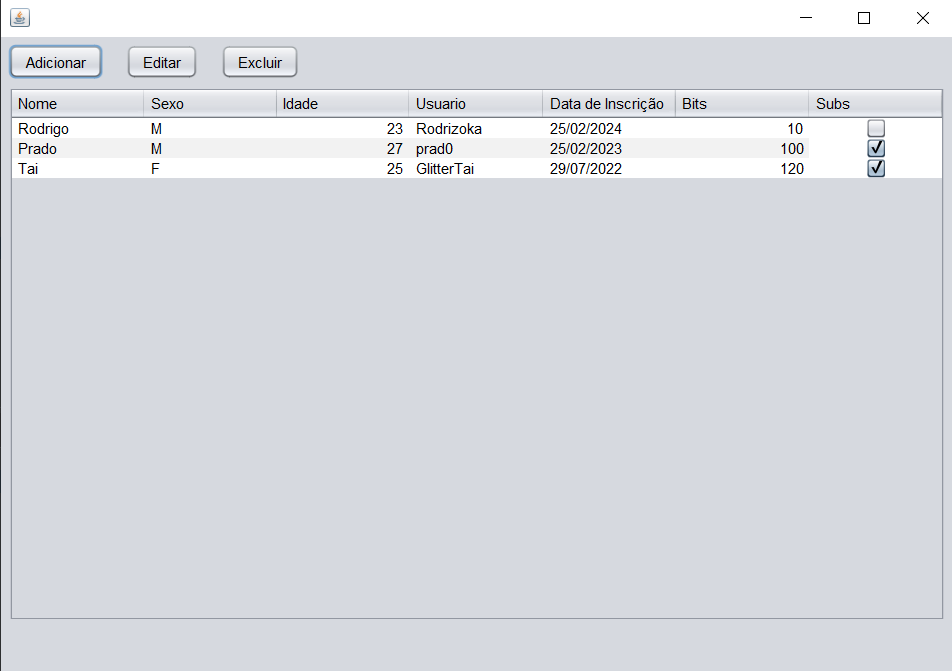 Adicionar Editar Excluir
Nome Sexo Idade Usuario Data de Inscrição Bits Subs
Rodrigo M 23 Rodrizoka 25/02/2024 10
Prado M 27 prad0 25/02/2023 100
Tai F 25 GlitterTai 29/07/2022 120